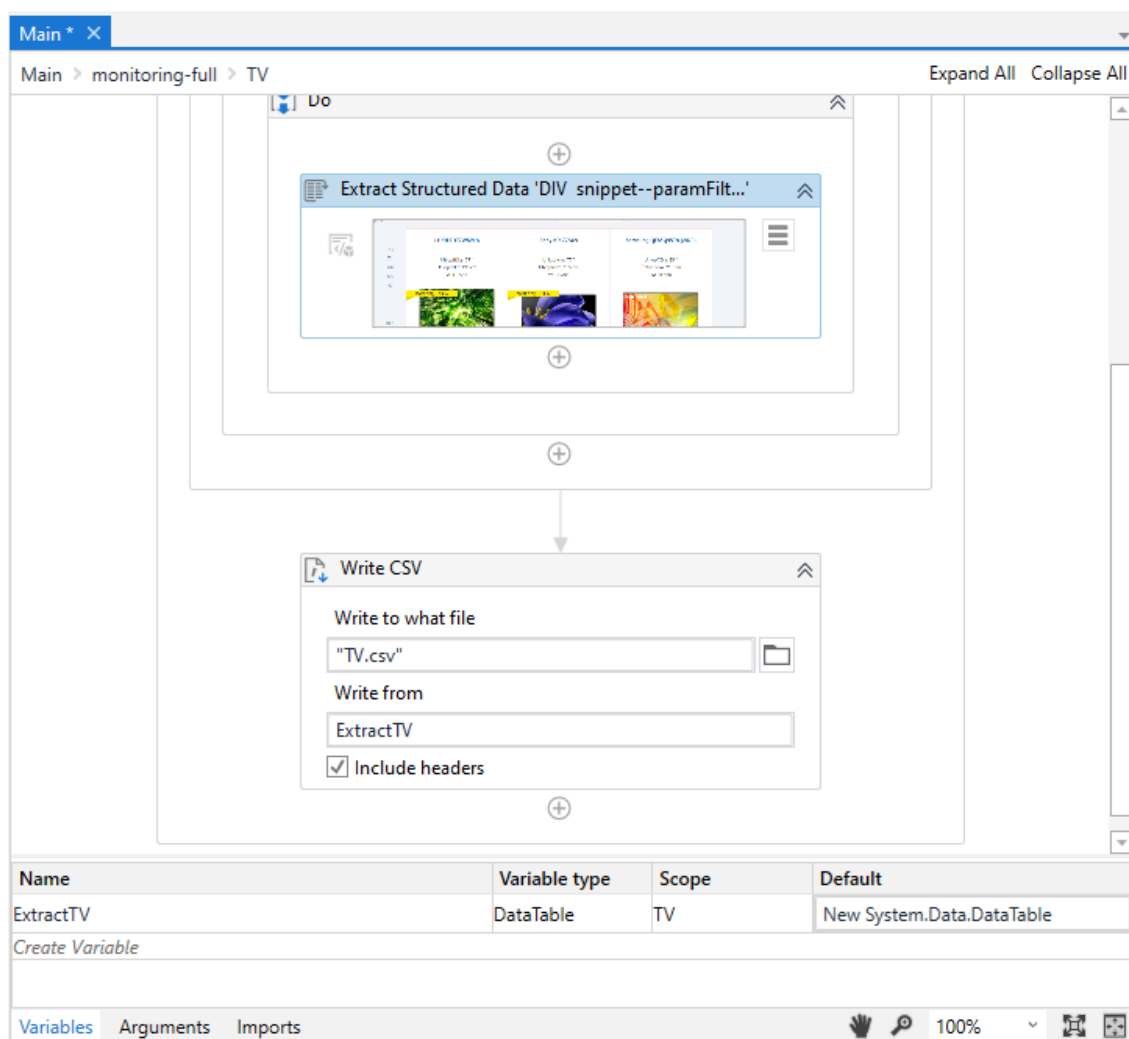 Main *
Main > monitoring-full > TV Expand All Collapse All
Do
Extract Structured Data 'DIV snippet--paramFilt...'
Write CSV
Write to what file
"TV.csv"
Write from
ExtractTV
Include headers
Name Variable type Scope Default
ExtractTV DataTable TV New System.Data.DataTable
Create Variable
Variables Arguments Imports 100%